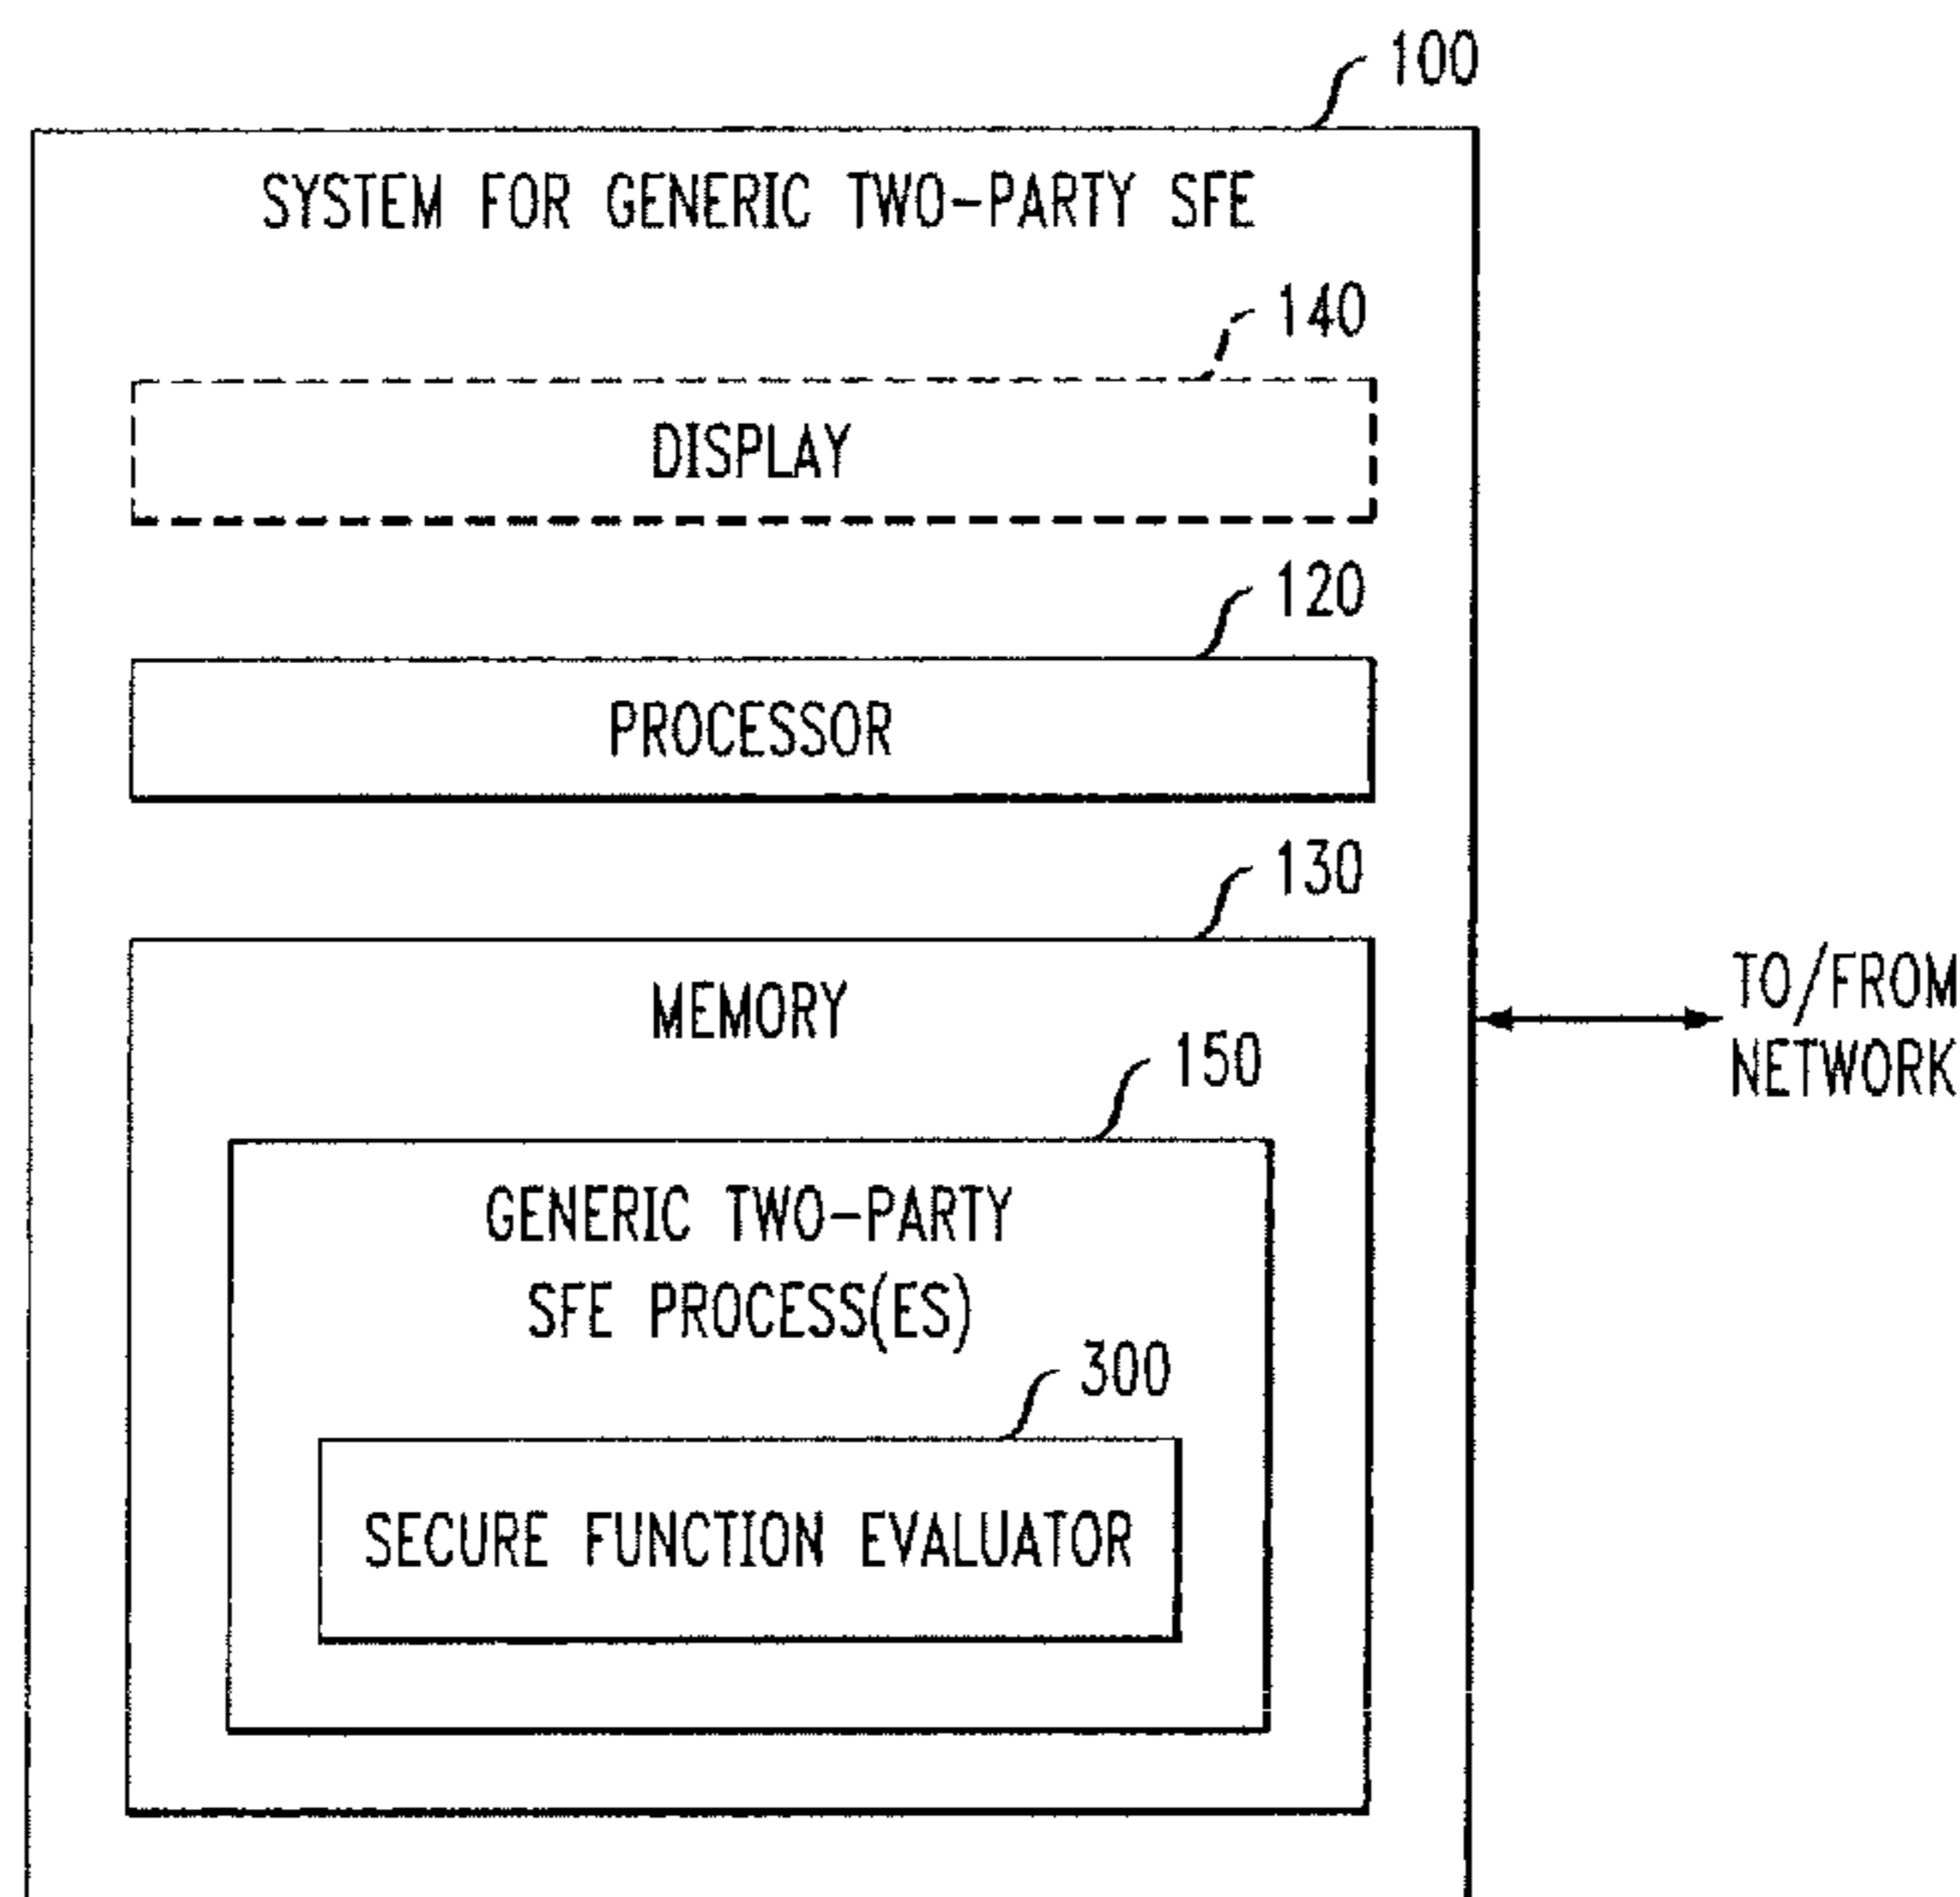 100
SYSTEM FOR GENERIC TWO-PARTY SFE
140
DISPLAY
120
PROCESSOR
130
MEMORY
TO/FROM
NETWORK
150
GENERIC TWO-PARTY
SFE PROCESS(ES)
300
SECURE FUNCTION EVALUATOR